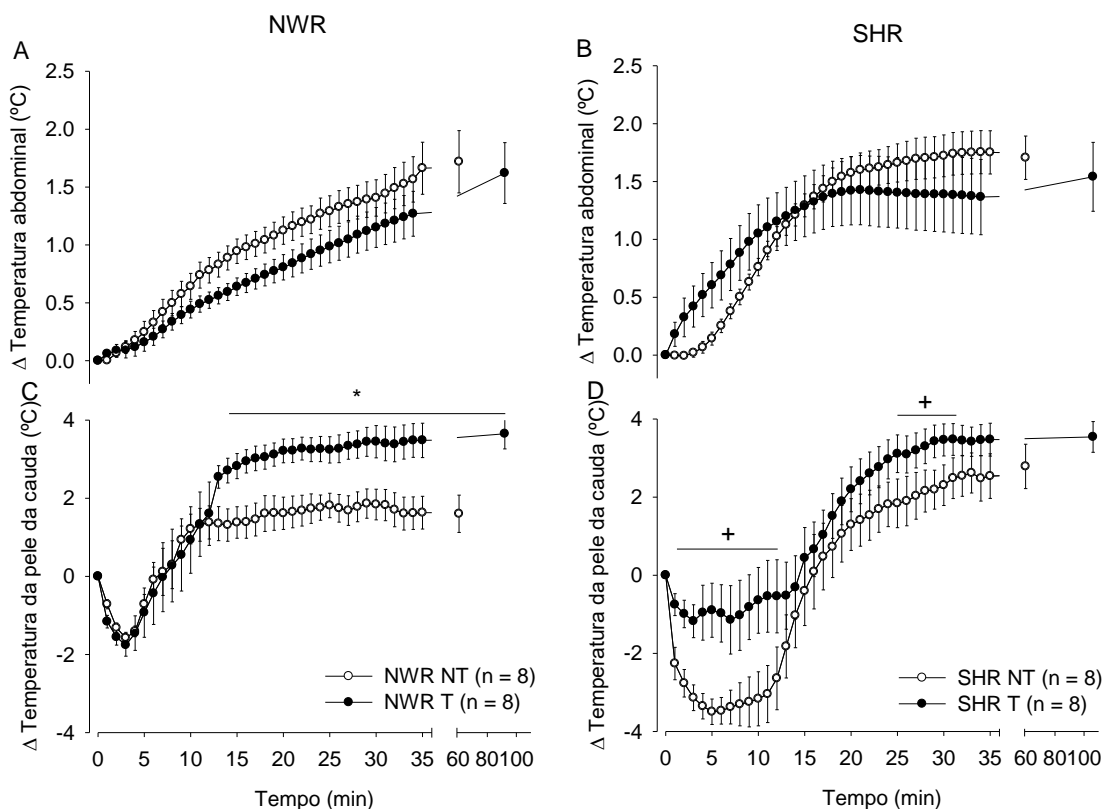 NWR
SHR
A
B
Δ Temperatura abdominal (ºC)
2.5
2.0
1.5
1.0
0.5
0.0
Δ Temperatura abdominal (ºC)
2.5
2.0
1.5
1.0
0.5
0.0
C
D
Δ Temperatura da pele da cauda (ºC)
4
2
0
-2
-4
*
NWR NT (n = 8)
NWR T (n = 8)
0 5 10 15 20 25 30 35 60 80 100
Tempo (min)
Δ Temperatura da pele da cauda (ºC)
4
2
0
-2
-4
+
+
SHR NT (n = 8)
SHR T (n = 8)
0 5 10 15 20 25 30 35 60 80 100
Tempo (min)